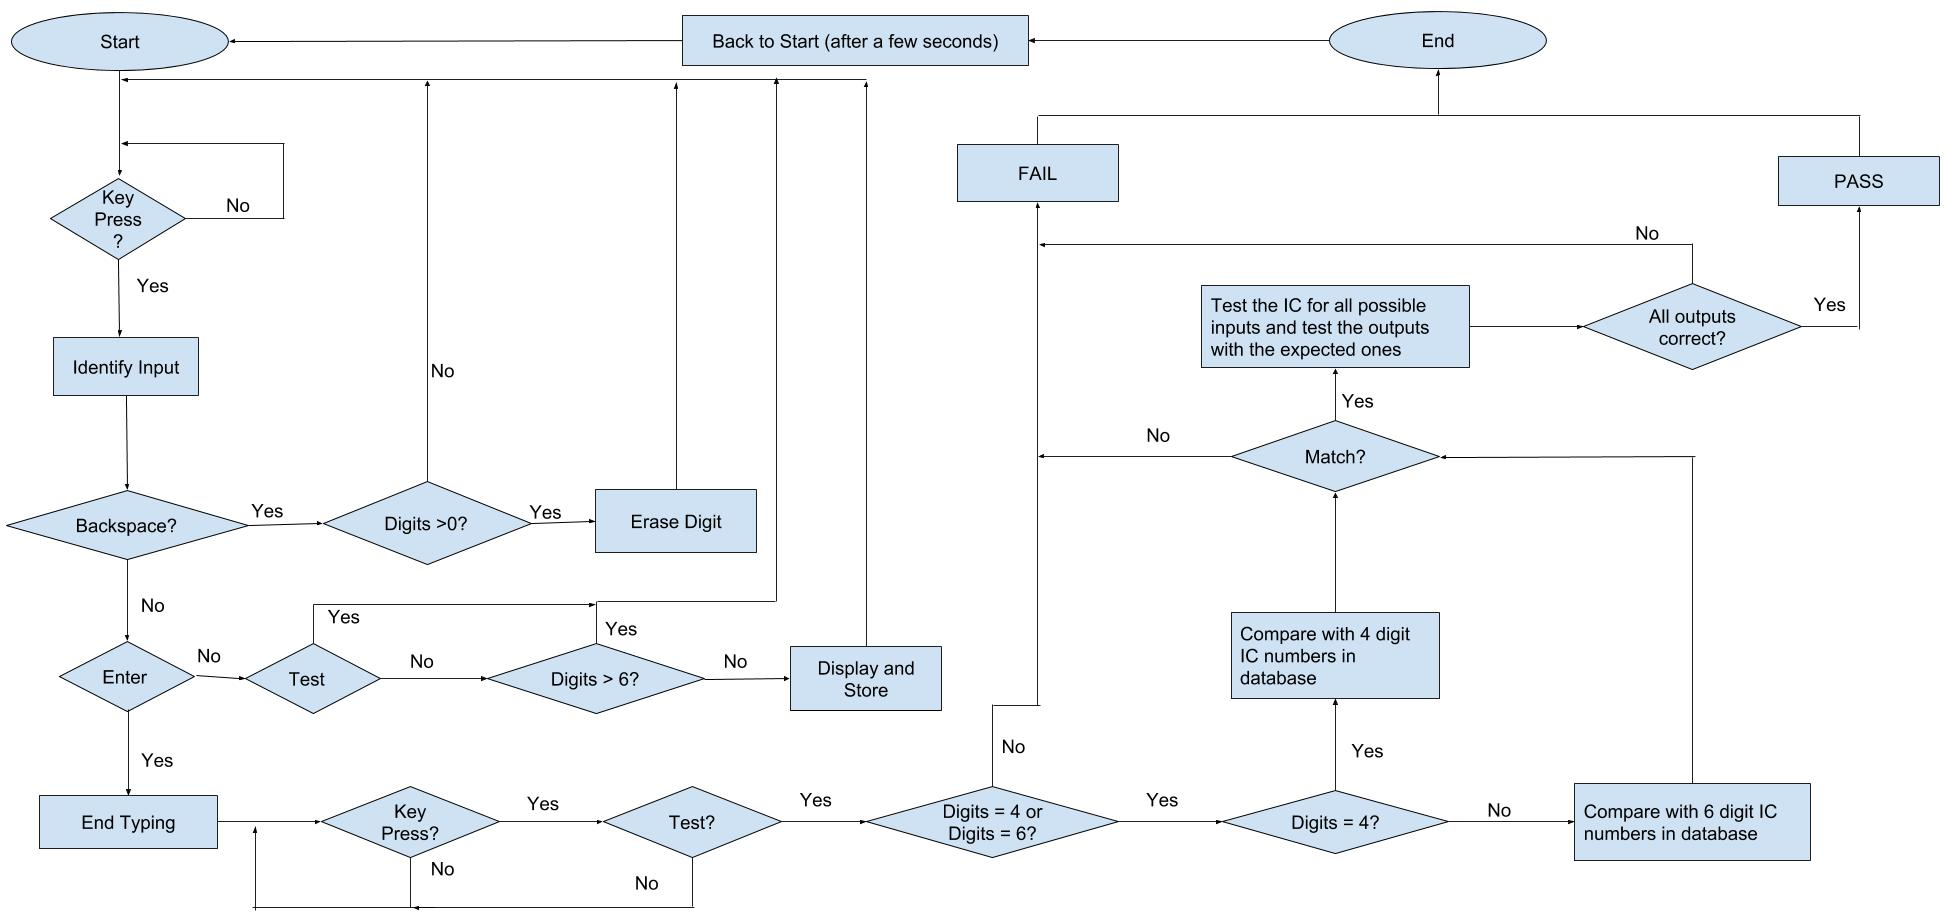 Start
Back to Start (after a few seconds)
End
Key
Press
?
No
Yes
Identify Input
Backspace?
Yes
Digits >0?
No
Yes
Erase Digit
No
Enter
No
Test
Yes
No
Digits > 6?
Yes
No
Display and
Store
Yes
End Typing
Key
Press?
No
Yes
Test?
No
Yes
Digits = 4 or
Digits = 6?
No
Yes
Digits = 4?
Yes
No
Compare with 6 digit IC
numbers in database
Compare with 4 digit
IC numbers in
database
Match?
No
Yes
Test the IC for all possible
inputs and test the outputs
with the expected ones
All outputs
correct?
No
Yes
FAIL
PASS